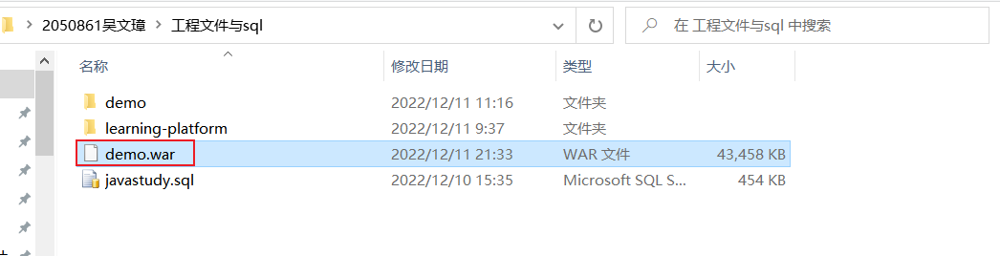 2050861吴文璋 > 工程文件与sql 在 工程文件与sql 中搜索
名称 修改日期 类型 大小
demo 2022/12/11 11:16 文件夹
learning-platform 2022/12/11 9:37 文件夹
demo.war 2022/12/11 21:33 WAR 文件 43,458 KB
javastudy.sql 2022/12/10 15:35 Microsoft SQL S... 454 KB